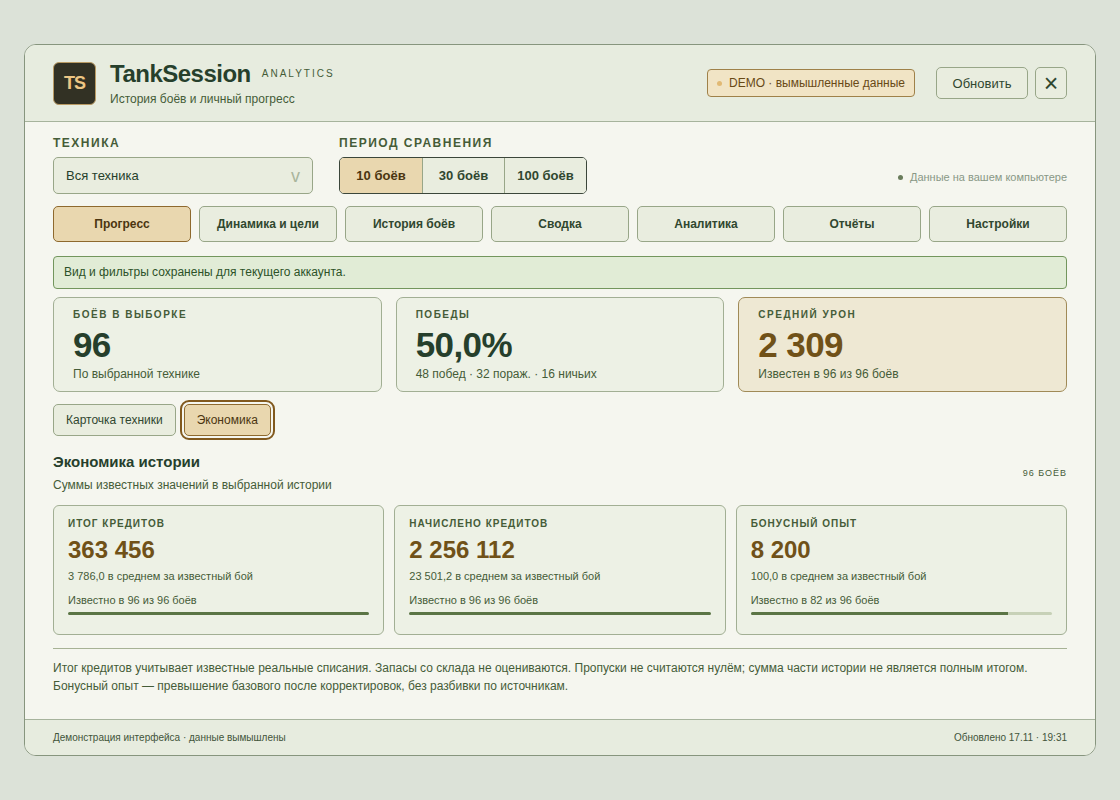 TS
TankSession ANALYTICS
История боёв и личный прогресс
DEMO · вымышленные данные
Обновить
×
ТЕХНИКА
ПЕРИОД СРАВНЕНИЯ
Вся техника
10 боёв 30 боёв 100 боёв
Данные на вашем компьютере
Прогресс Динамика и цели История боёв Сводка Аналитика Отчёты Настройки
Вид и фильтры сохранены для текущего аккаунта.
БОЁВ В ВЫБОРКЕ
96
По выбранной технике
ПОБЕДЫ
50,0%
48 побед · 32 пораж. · 16 ничьих
СРЕДНИЙ УРОН
2 309
Известен в 96 из 96 боёв
Карточка техники Экономика
Экономика истории
Суммы известных значений в выбранной истории
96 БОЁВ
ИТОГ КРЕДИТОВ
363 456
3 786,0 в среднем за известный бой
Известно в 96 из 96 боёв
НАЧИСЛЕНО КРЕДИТОВ
2 256 112
23 501,2 в среднем за известный бой
Известно в 96 из 96 боёв
БОНУСНЫЙ ОПЫТ
8 200
100,0 в среднем за известный бой
Известно в 82 из 96 боёв
Итог кредитов учитывает известные реальные списания. Запасы со склада не оцениваются. Пропуски не считаются нулём; сумма части истории не является полным итогом.
Бонусный опыт — превышение базового после корректировок, без разбивки по источникам.
Демонстрация интерфейса · данные вымышлены
Обновлено 17.11 · 19:31